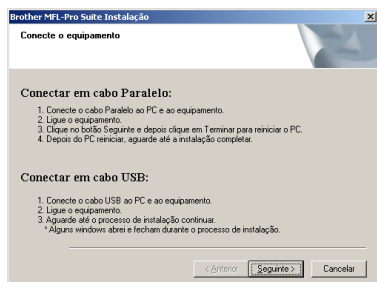 Brother MFL-Pro Suite Instalação
Conecte o equipamento
Conectar em cabo Paralelo:
1. Conecte o cabo Paralelo ao PC e ao equipamento.
2. Ligue o equipamento.
3. Clique no botão Seguinte e depois clique em Terminar para reiniciar o PC.
4. Depois do PC reiniciar, aguarde até a instalação completar.
Conectar em cabo USB:
1. Conecte o cabo USB ao PC e ao equipamento.
2. Ligue o equipamento.
3. Aguarde até o processo de instalação continuar.
* Alguns windows abrei e fecham durante o processo de instalação.
< Anterior
Seguinte >
Cancelar